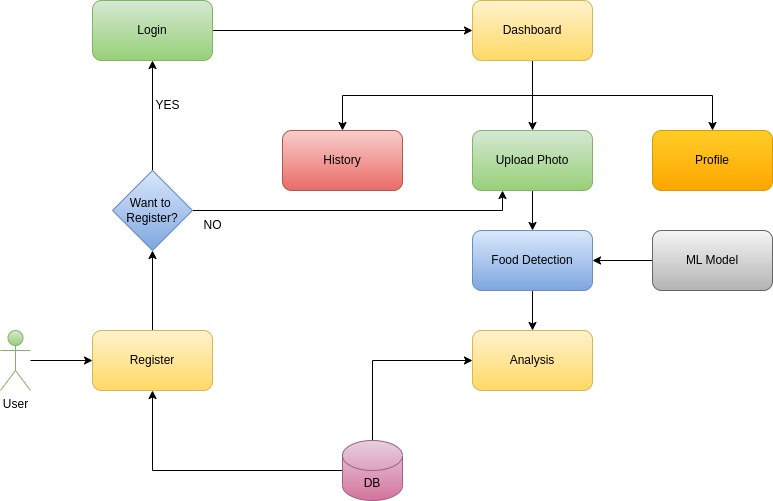 Login
Dashboard
YES
History
Upload Photo
Profile
Want to
Register?
NO
Food Detection
ML Model
Register
Analysis
User
DB